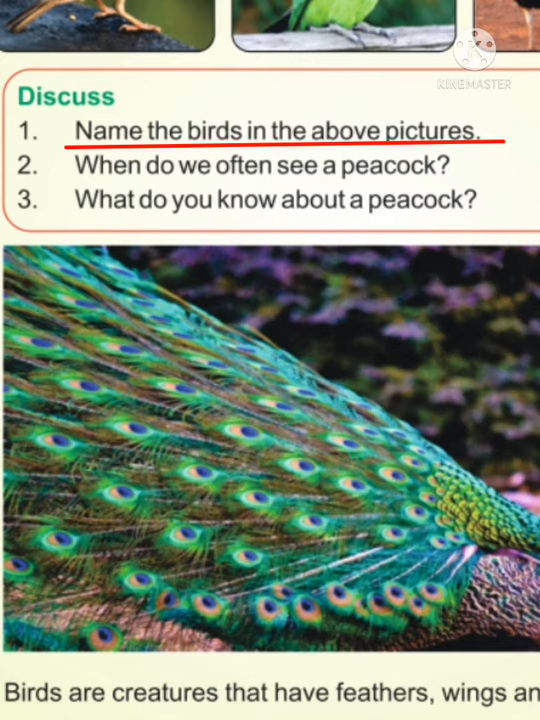 KINEMASTER
Discuss
1. Name the birds in the above pictures.
2. When do we often see a peacock?
3. What do you know about a peacock?
Birds are creatures that have feathers, wings an